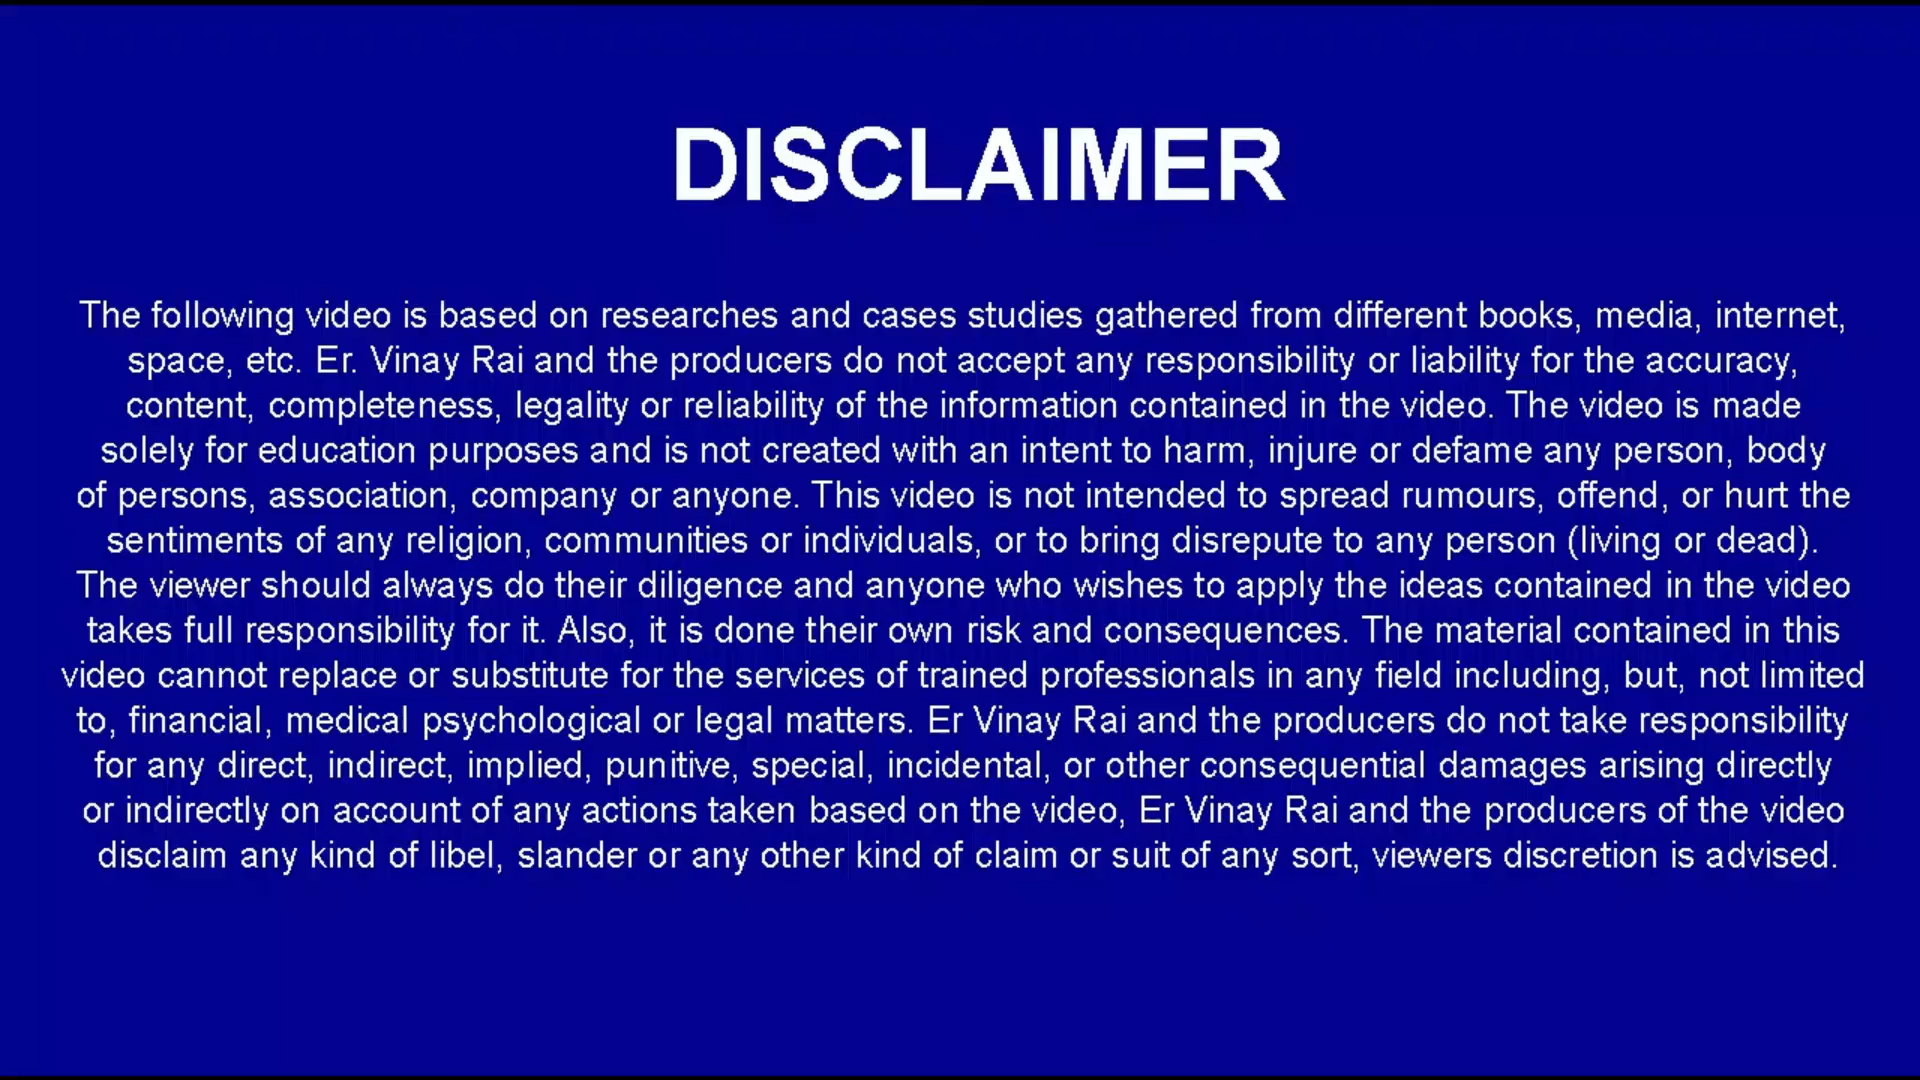 DISCLAIMER
The following video is based on researches and cases studies gathered from different books, media, internet,
space, etc. Er. Vinay Rai and the producers do not accept any responsibility or liability for the accuracy,
content, completeness, legality or reliability of the information contained in the video. The video is made
solely for education purposes and is not created with an intent to harm, injure or defame any person, body
of persons, association, company or anyone. This video is not intended to spread rumours, offend, or hurt the
sentiments of any religion, communities or individuals, or to bring disrepute to any person (living or dead).
The viewer should always do their diligence and anyone who wishes to apply the ideas contained in the video
takes full responsibility for it. Also, it is done their own risk and consequences. The material contained in this
video cannot replace or substitute for the services of trained professionals in any field including, but, not limited
to, financial, medical psychological or legal matters. Er Vinay Rai and the producers do not take responsibility
for any direct, indirect, implied, punitive, special, incidental, or other consequential damages arising directly
or indirectly on account of any actions taken based on the video, Er Vinay Rai and the producers of the video
disclaim any kind of libel, slander or any other kind of claim or suit of any sort, viewers discretion is advised.